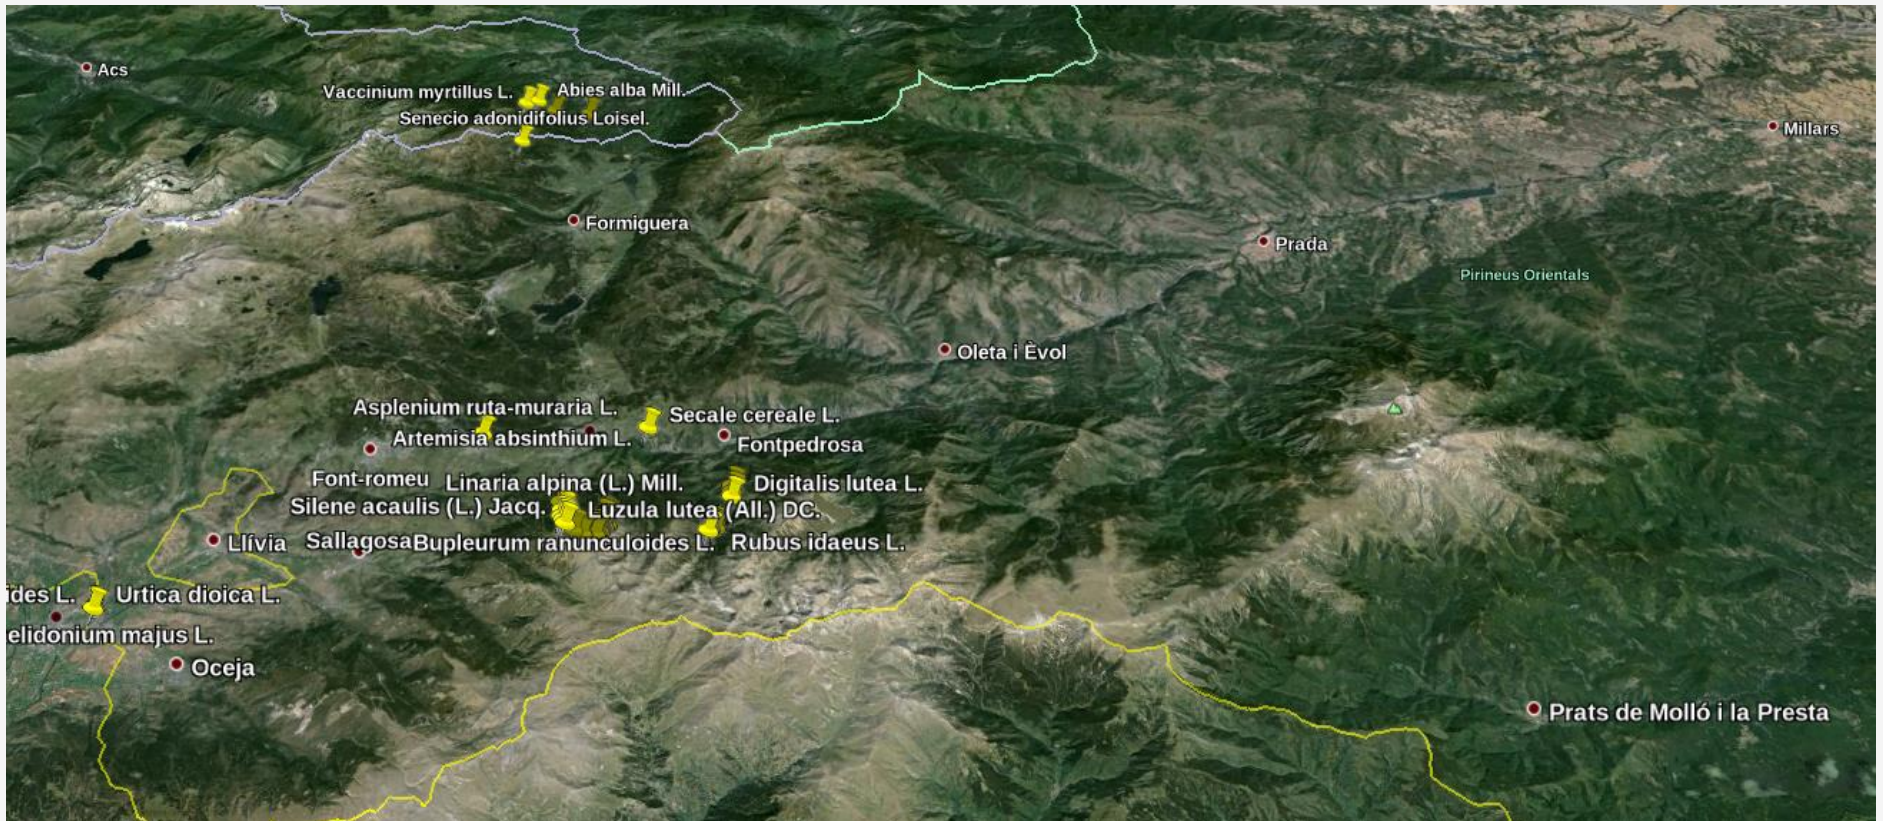 Acs
Vaccinium myrtillus L.
Abies alba Mill.
Senecio adonidifolius Loisel.
Millars
Formiguera
Prada
Pirineus Orientals
Oleta i Èvol
Asplenium ruta-muraria L.
Secale cereale L.
Artemisia absinthium L.
Fontpedrosa
Font-romeu
Linaria alpina (L.) Mill.
Digitalis lutea L.
Silene acaulis (L.) Jacq.
Luzula lutea (All.) DC.
Llívia
Sallagosa
Bupleurum ranunculoides L.
Rubus idaeus L.
ides L.
Urtica dioica L.
elidonium majus L.
Oceja
Prats de Molló i la Presta